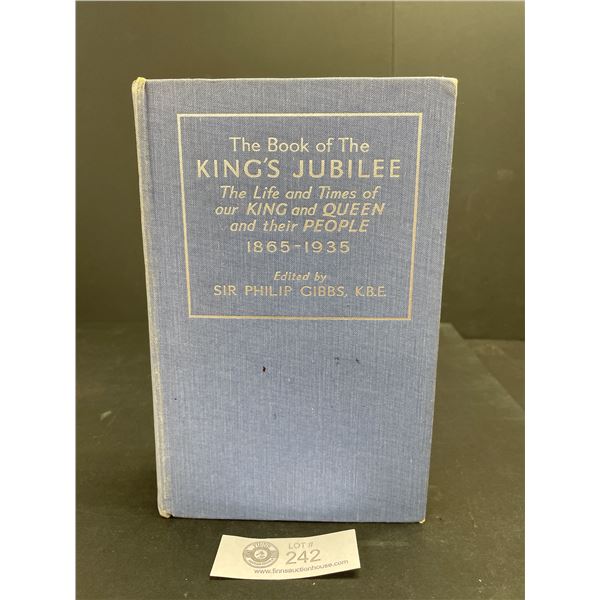 The Book of The
KING'S JUBILEE
The Life and Times of
our KING and QUEEN
and their PEOPLE
1865-1935
Edited by
SIR PHILIP GIBBS, K.B.E.
LOT #
242
www.finnsauctionhouse.com